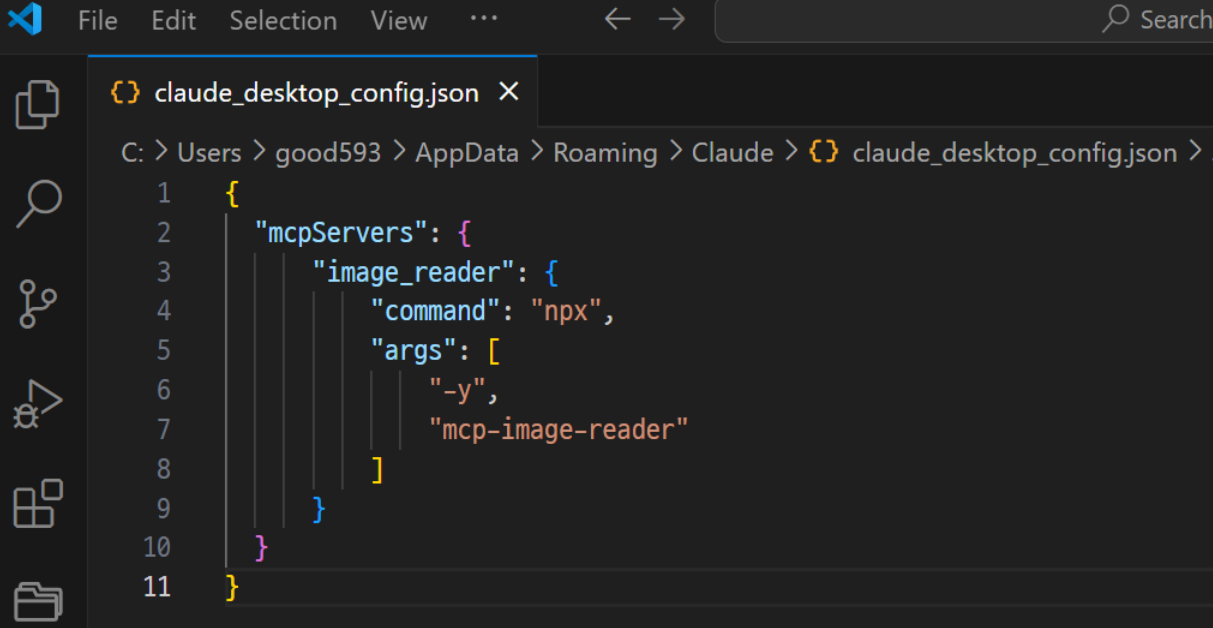 File Edit Selection View ··· ← → Search
claude_desktop_config.json ×
C: > Users > good593 > AppData > Roaming > Claude > {} claude_desktop_config.json >
1 {
2   "mcpServers": {
3       "image_reader": {
4           "command": "npx",
5           "args": [
6               "-y",
7               "mcp-image-reader"
8           ]
9       }
10   }
11 }